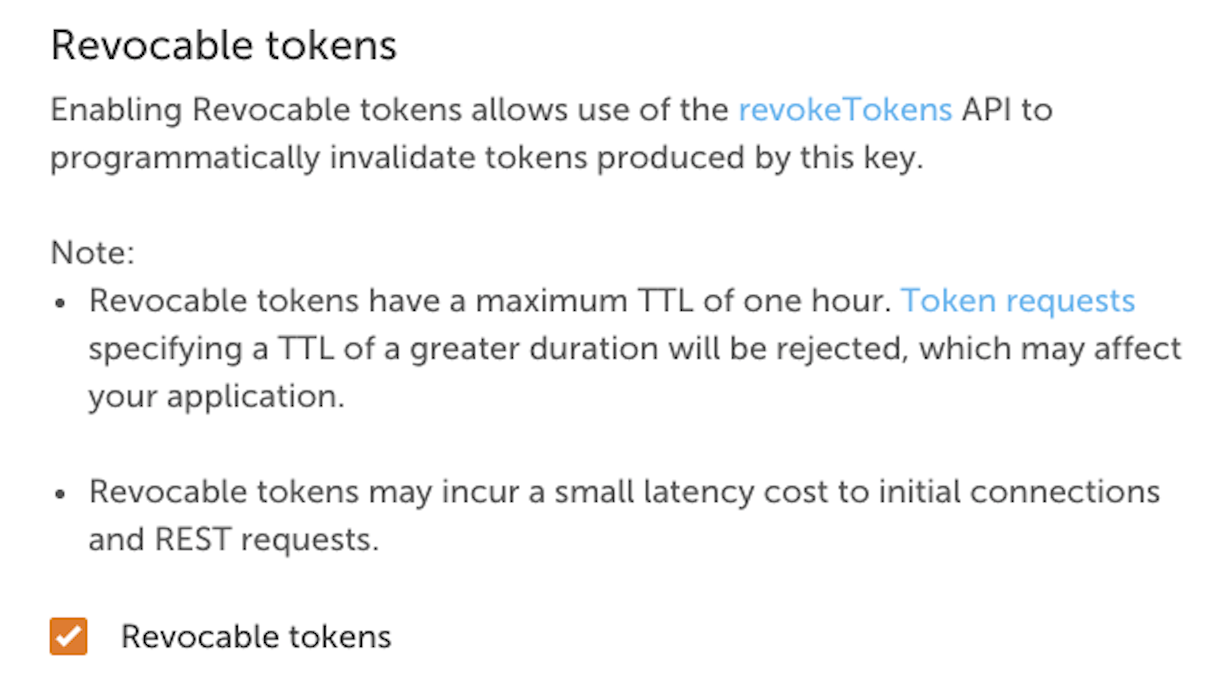 Revocable tokens
Enabling Revocable tokens allows use of the revokeTokens API to
programmatically invalidate tokens produced by this key.
Note:
• Revocable tokens have a maximum TTL of one hour. Token requests
specifying a TTL of a greater duration will be rejected, which may affect
your application.
• Revocable tokens may incur a small latency cost to initial connections
and REST requests.
Revocable tokens